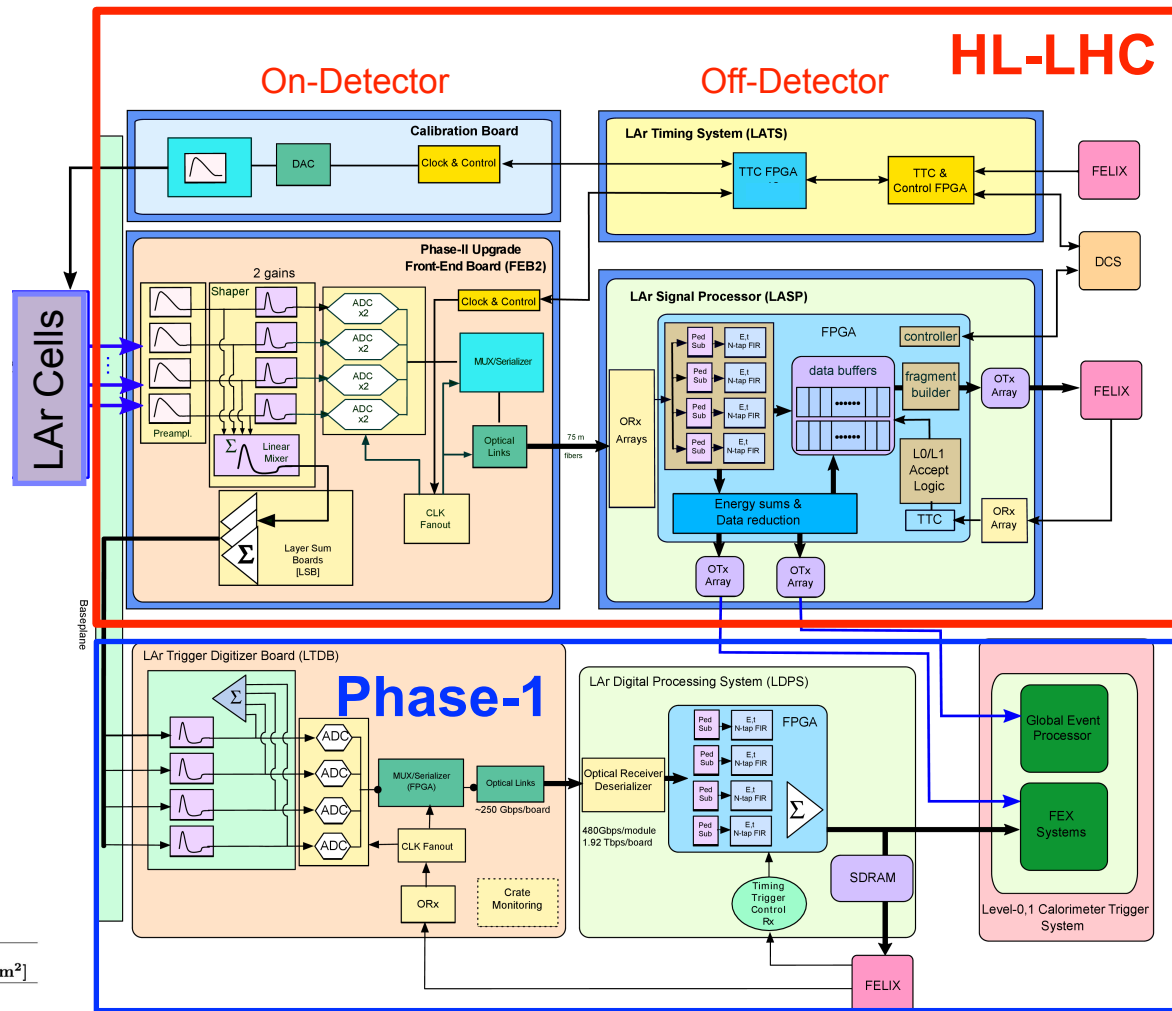 HL-LHC
On-Detector
Off-Detector
Calibration Board
DAC
Clock & Control
LAr Timing System (LATS)
TTC FPGA
TTC &
Control FPGA
FELIX
DCS
Phase-II Upgrade
Front-End Board (FEB2)
2 gains
Shaper
Clock & Control
ADC
x2
ADC
x2
ADC
x2
ADC
x2
MUX/Serializer
Preampl.
Σ
Linear
Mixer
Optical
Links
CLK
Fanout
Σ
Layer Sum
Boards
[LSB]
LAr Cells
Baseplane
75 m
fibers
LAr Signal Processor (LASP)
FPGA
controller
ORx
Arrays
Ped
Sub
E,t
N-tap FIR
Ped
Sub
E,t
N-tap FIR
Ped
Sub
E,t
N-tap FIR
Ped
Sub
E,t
N-tap FIR
data buffers
fragment
builder
OTx
Array
FELIX
L0/L1
Accept
Logic
TTC
ORx
Array
Energy sums &
Data reduction
OTx
Array
OTx
Array
LAr Trigger Digitizer Board (LTDB)
Phase-1
Σ
ADC
ADC
ADC
ADC
MUX/Serializer
(FPGA)
Optical Links
~250 Gbps/board
CLK Fanout
ORx
Crate
Monitoring
LAr Digital Processing System (LDPS)
Optical Receiver
Deserializer
480Gbps/module
1.92 Tbps/board
FPGA
Ped
Sub
E,t
N-tap FIR
Ped
Sub
E,t
N-tap FIR
Ped
Sub
E,t
N-tap FIR
Ped
Sub
E,t
N-tap FIR
Σ
Timing
Trigger
Control
Rx
SDRAM
FELIX
Global Event
Processor
FEX
Systems
Level-0,1 Calorimeter Trigger
System
m²]